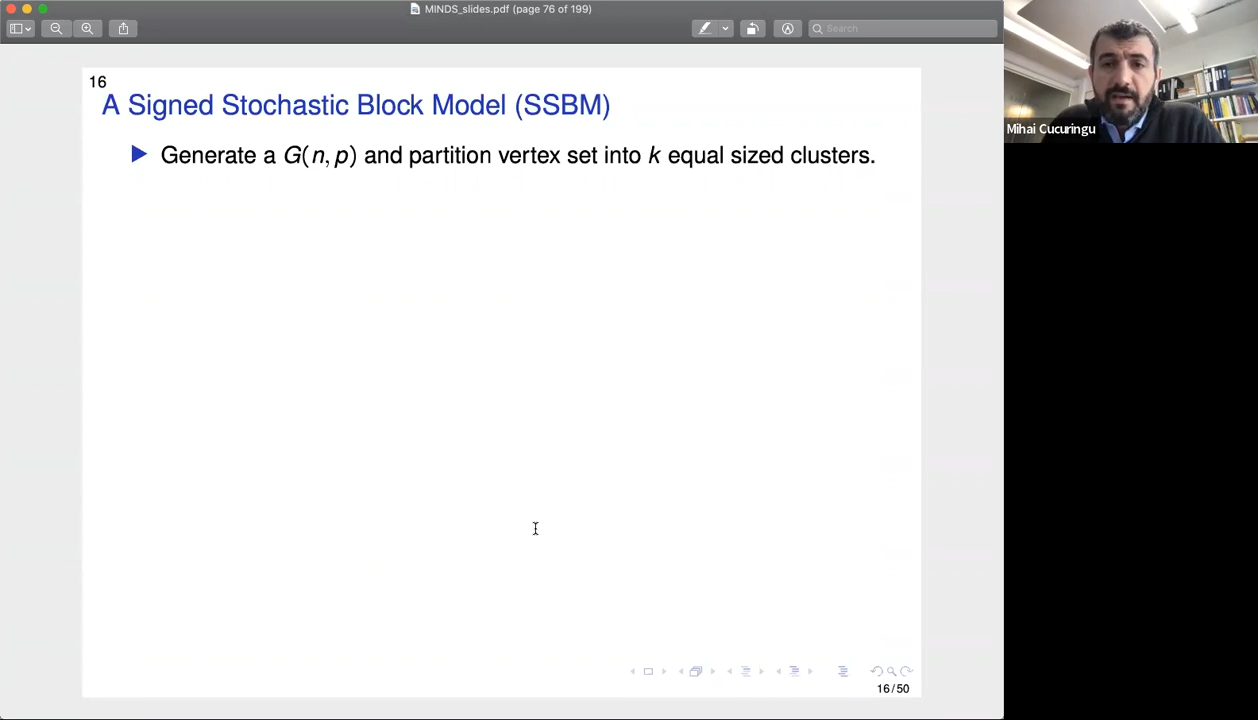 MINDS_slides.pdf (page 76 of 199)
Search
16
A Signed Stochastic Block Model (SSBM)
Generate a G(n, p) and partition vertex set into k equal sized clusters.
16/50
Mihai Cucuringu